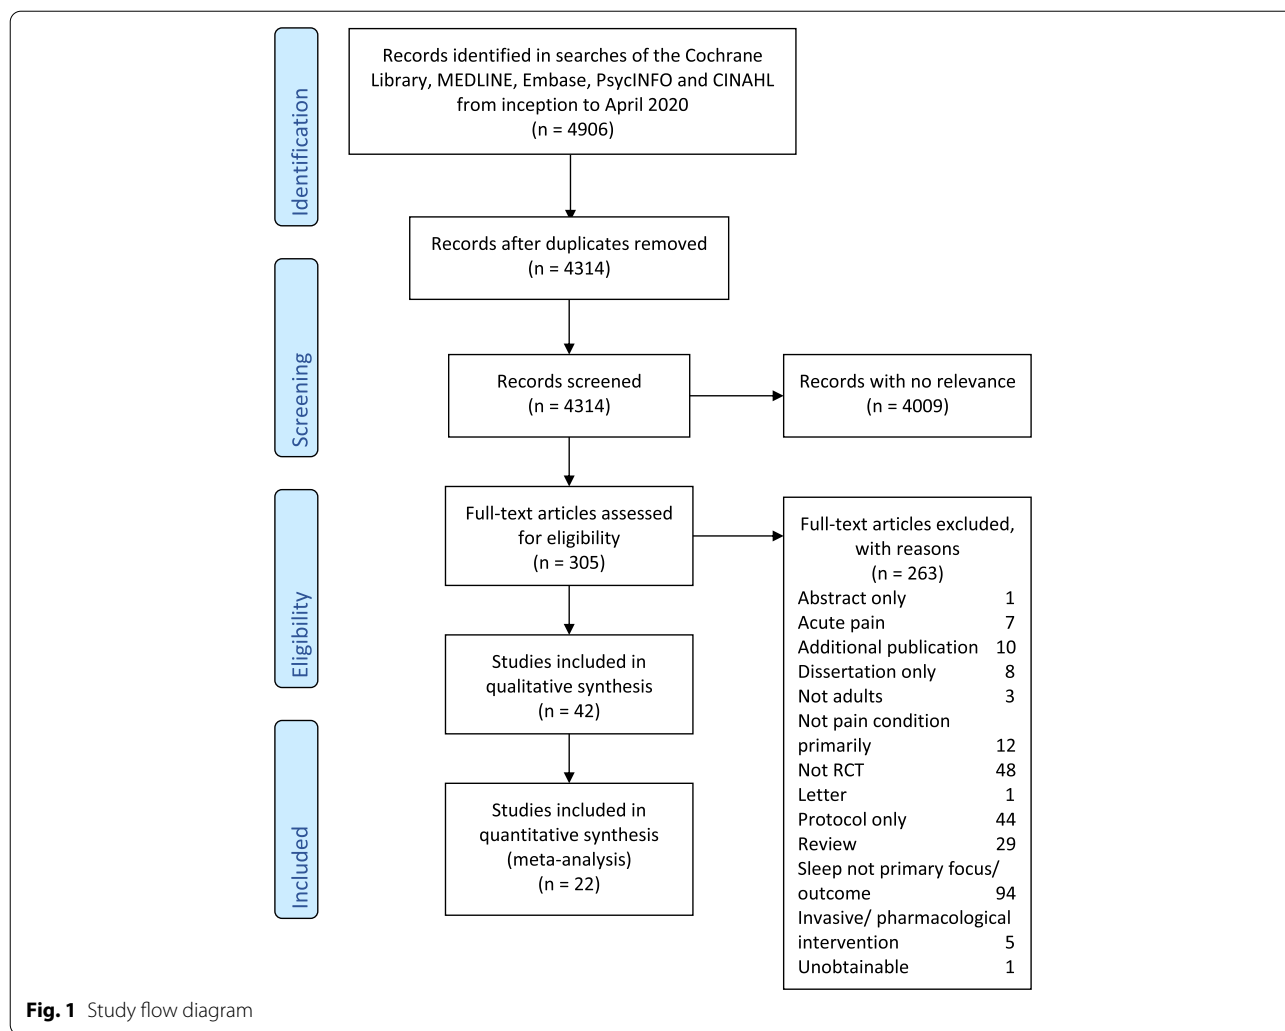 Identification
Records identified in searches of the Cochrane
Library, MEDLINE, Embase, PsycINFO and CINAHL
from inception to April 2020
(n = 4906)
Records after duplicates removed
(n = 4314)
Screening
Records screened
(n = 4314)
Records with no relevance
(n = 4009)
Eligibility
Full-text articles assessed
for eligibility
(n = 305)
Full-text articles excluded,
with reasons
(n = 263)
Abstract only 1
Acute pain 7
Additional publication 10
Dissertation only 8
Not adults 3
Not pain condition
primarily 12
Not RCT 48
Letter 1
Protocol only 44
Review 29
Sleep not primary focus/
outcome 94
Invasive/ pharmacological
intervention 5
Unobtainable 1
Studies included in
qualitative synthesis
(n = 42)
Included
Studies included in
quantitative synthesis
(meta-analysis)
(n = 22)
Fig. 1 Study flow diagram